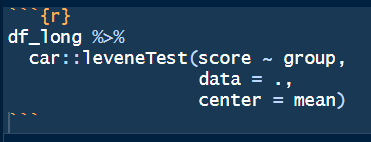 ```{r}
df_long %>%
  car::leveneTest(score ~ group,
                  data = .,
                  center = mean)
```